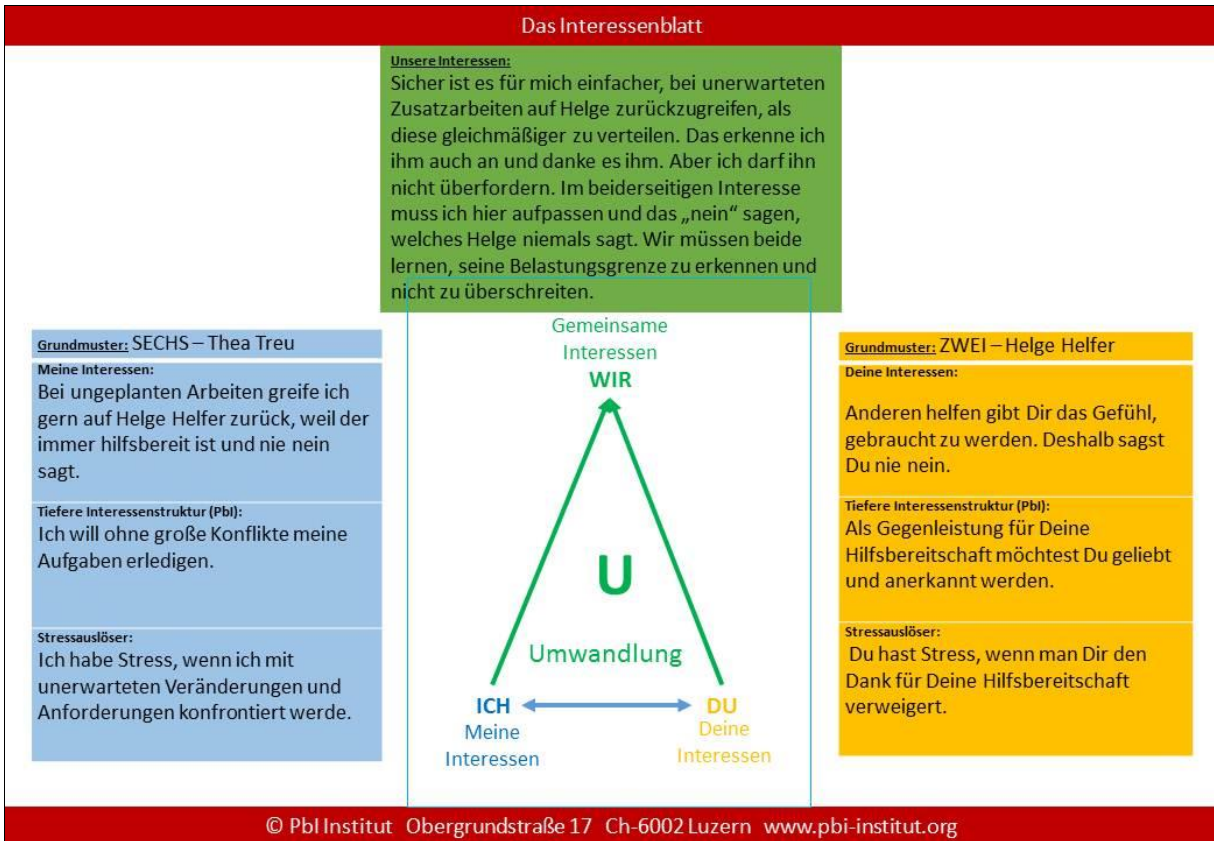 Das Interessenblatt
Unsere Interessen:
Sicher ist es für mich einfacher, bei unerwarteten
Zusatzarbeiten auf Helge zurückzugreifen, als
diese gleichmäßiger zu verteilen. Das erkenne ich
ihm auch an und danke es ihm. Aber ich darf ihn
nicht überfordern. Im beiderseitigen Interesse
muss ich hier aufpassen und das „nein“ sagen,
welches Helge niemals sagt. Wir müssen beide
lernen, seine Belastungsgrenze zu erkennen und
nicht zu überschreiten.
Grundmuster: SECHS – Thea Treu
Meine Interessen:
Bei ungeplanten Arbeiten greife ich
gern auf Helge Helfer zurück, weil der
immer hilfsbereit ist und nie nein
sagt.
Tiefere Interessenstruktur (PbI):
Ich will ohne große Konflikte meine
Aufgaben erledigen.
Stressauslöser:
Ich habe Stress, wenn ich mit
unerwarteten Veränderungen und
Anforderungen konfrontiert werde.
Gemeinsame
Interessen
WIR
U
Umwandlung
ICH
Meine
Interessen
DU
Deine
Interessen
Grundmuster: ZWEI – Helge Helfer
Deine Interessen:
Anderen helfen gibt Dir das Gefühl,
gebraucht zu werden. Deshalb sagst
Du nie nein.
Tiefere Interessenstruktur (PbI):
Als Gegenleistung für Deine
Hilfsbereitschaft möchtest Du geliebt
und anerkannt werden.
Stressauslöser:
Du hast Stress, wenn man Dir den
Dank für Deine Hilfsbereitschaft
verweigert.
© PbI Institut Obergrundstraße 17 Ch-6002 Luzern www.pbi-institut.org